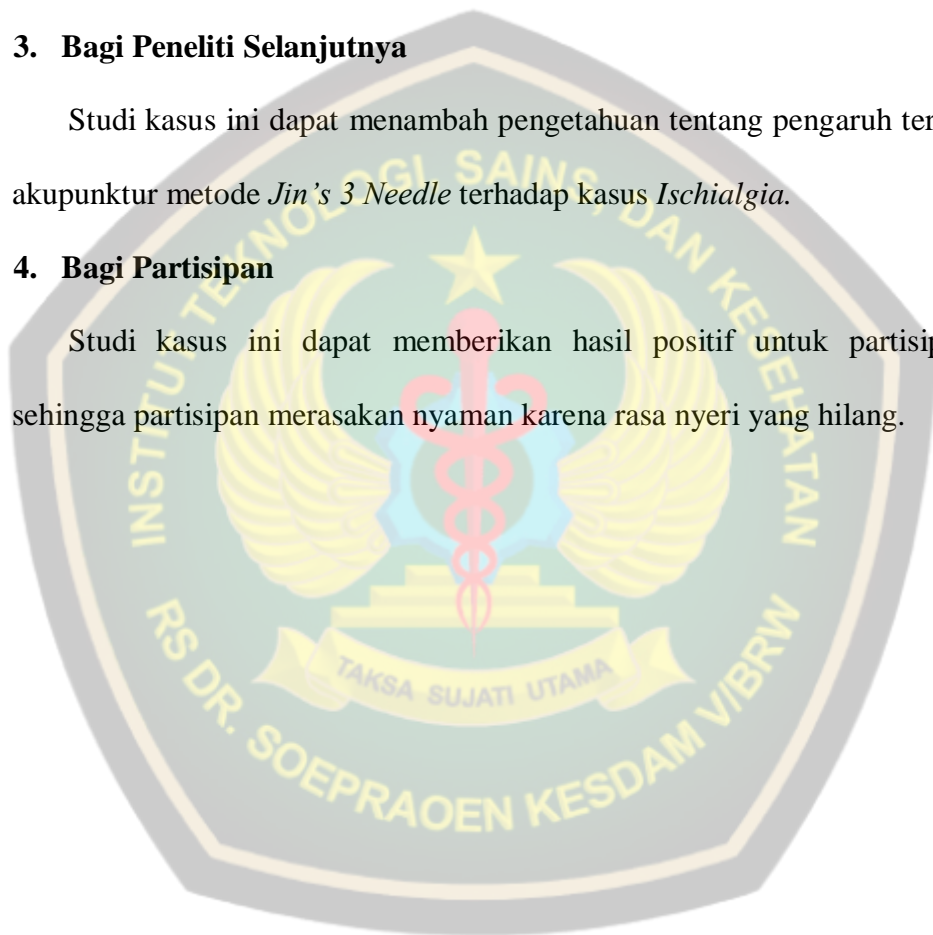 3. Bagi Peneliti Selanjutnya
Studi kasus ini dapat menambah pengetahuan tentang pengaruh
akupunktur metode Jin's 3 Needle terhadap kasus Ischialgia.
4. Bagi Partisipan
Studi kasus ini dapat memberikan hasil positif untuk
sehingga partisipan merasakan nyaman karena rasa nyeri yang hilang.
INSTITUT TEKNOLOGI, SAINS, DAN KESEHATAN
TAKSA SUJATI UTAMA
RS DR. SOEPRAOEN KESDAM V/BRW